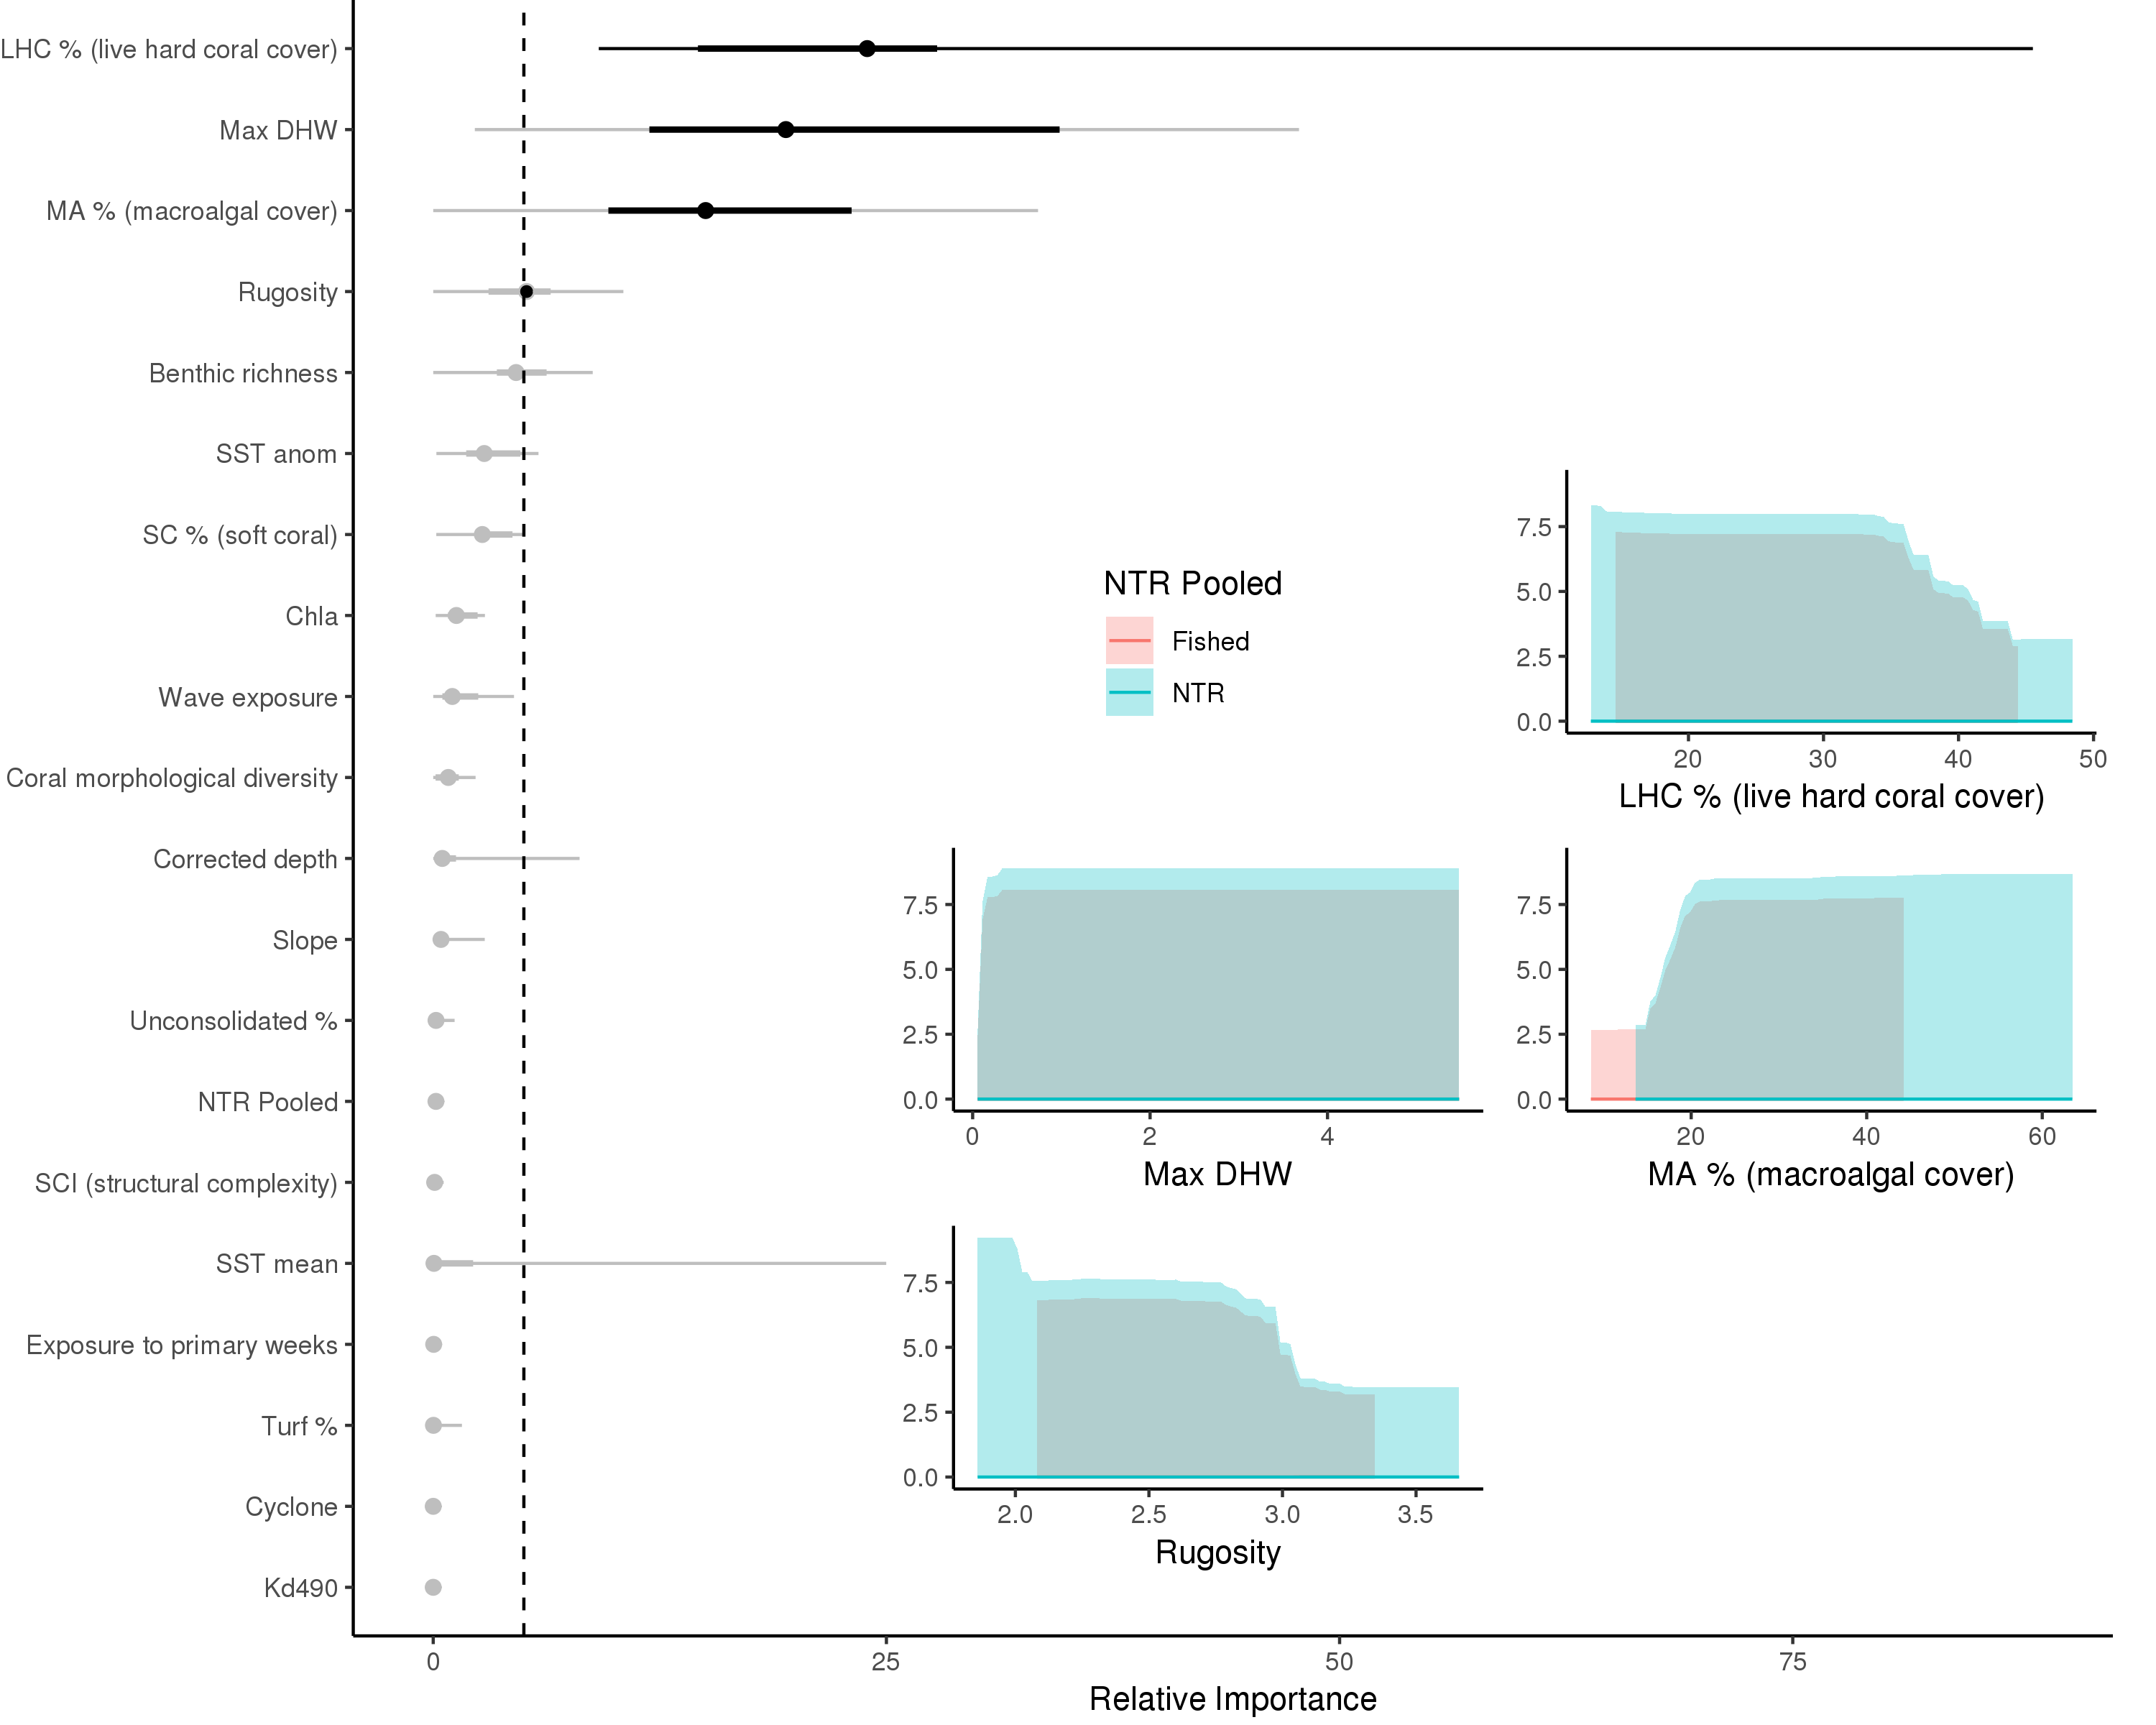 LHC % (live hard coral cover)
Max DHW
MA % (macroalgal cover)
Rugosity
Benthic richness
SST anom
SC % (soft coral)
Chla
Wave exposure
Coral morphological diversity
Corrected depth
Slope
Unconsolidated %
NTR Pooled
SCI (structural complexity)
SST mean
Exposure to primary weeks
Turf %
Cyclone
Kd490
0 25 50 75
Relative Importance
NTR Pooled
Fished
NTR
7.5
5.0
2.5
0.0
20 30 40 50
LHC % (live hard coral cover)
7.5
5.0
2.5
0.0
0 2 4
Max DHW
7.5
5.0
2.5
0.0
20 40 60
MA % (macroalgal cover)
7.5
5.0
2.5
0.0
2.0 2.5 3.0 3.5
Rugosity